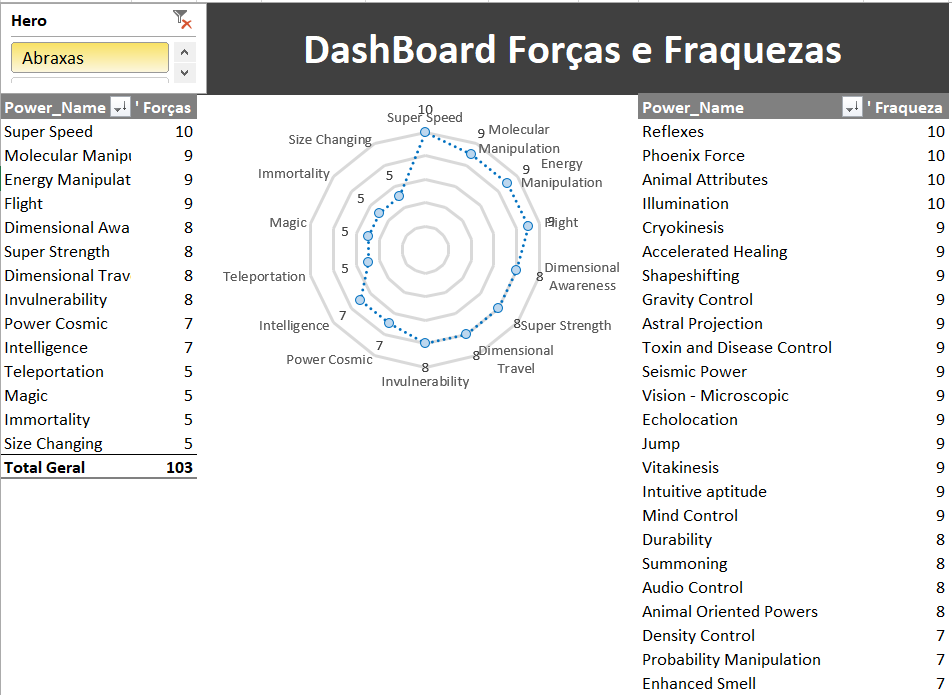 Hero
Abraxas
DashBoard Forças e Fraquezas
Power_Name ' Forças
Super Speed 10
Molecular Manipu 9
Energy Manipulat 9
Flight 9
Dimensional Awa 8
Super Strength 8
Dimensional Trav 8
Invulnerability 8
Power Cosmic 7
Intelligence 7
Teleportation 5
Magic 5
Immortality 5
Size Changing 5
Total Geral 103
10
Super Speed
9 Molecular
Manipulation
9 Energy
Manipulation
9
Flight
8 Dimensional
Awareness
8 Super Strength
8 Dimensional
Travel
8
Invulnerability
7
Power Cosmic
7
Intelligence
5
Teleportation
5
Magic
5
Immortality
5
Size Changing
Power_Name ' Fraqueza
Reflexes 10
Phoenix Force 10
Animal Attributes 10
Illumination 10
Cryokinesis 9
Accelerated Healing 9
Shapeshifting 9
Gravity Control 9
Astral Projection 9
Toxin and Disease Control 9
Seismic Power 9
Vision - Microscopic 9
Echolocation 9
Jump 9
Vitakinesis 9
Intuitive aptitude 9
Mind Control 9
Durability 8
Summoning 8
Audio Control 8
Animal Oriented Powers 8
Density Control 7
Probability Manipulation 7
Enhanced Smell 7